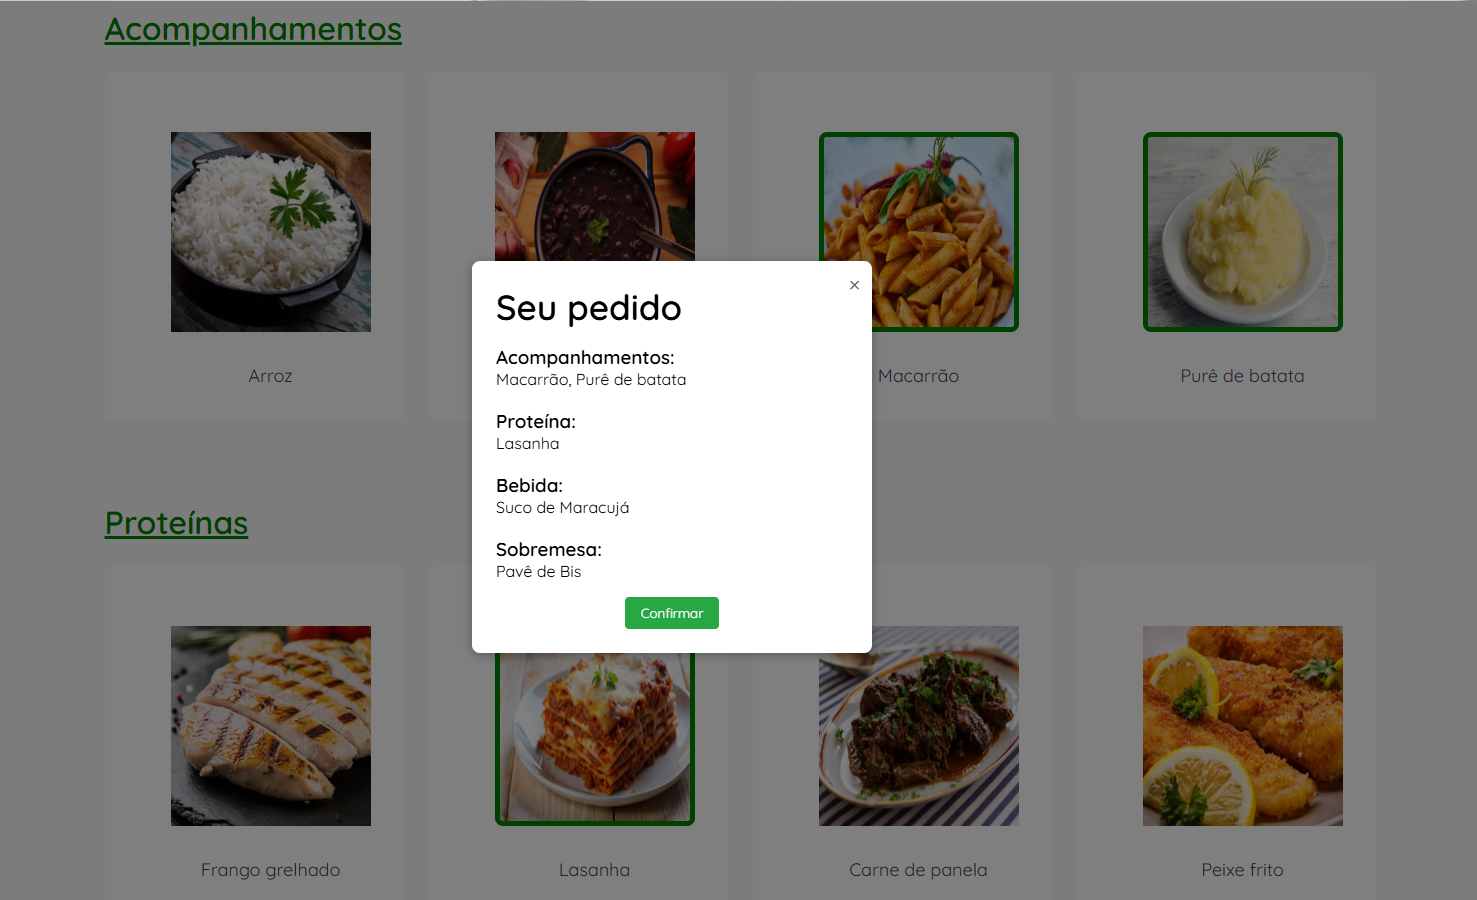 Acompanhamentos
Arroz
Macarrão
Purê de batata
Seu pedido
×
Acompanhamentos:
Macarrão, Purê de batata
Proteína:
Lasanha
Bebida:
Suco de Maracujá
Sobremesa:
Pavê de Bis
Confirmar
Proteínas
Frango grelhado
Lasanha
Carne de panela
Peixe frito